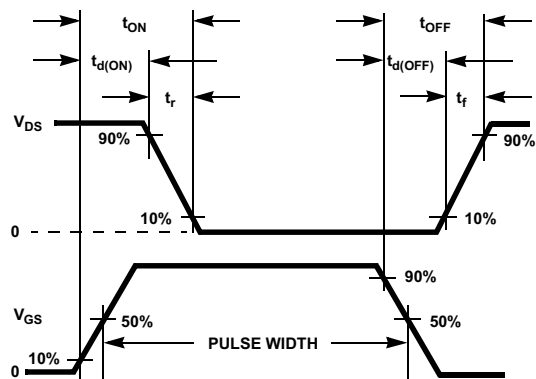 tON
tOFF
td(ON)
td(OFF)
tr
tf
VDS
90%
90%
10%
10%
0
90%
VGS
50%
50%
PULSE WIDTH
10%
0